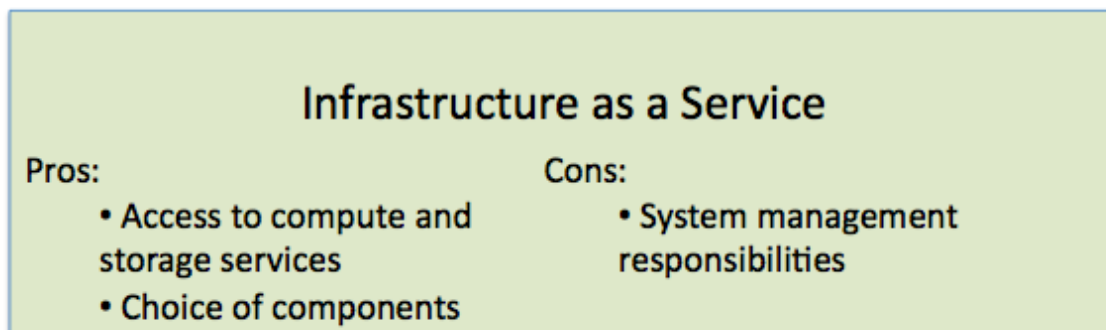 Infrastructure as a Service
Pros:
• Access to compute and
storage services
• Choice of components
Cons:
• System management
responsibilities